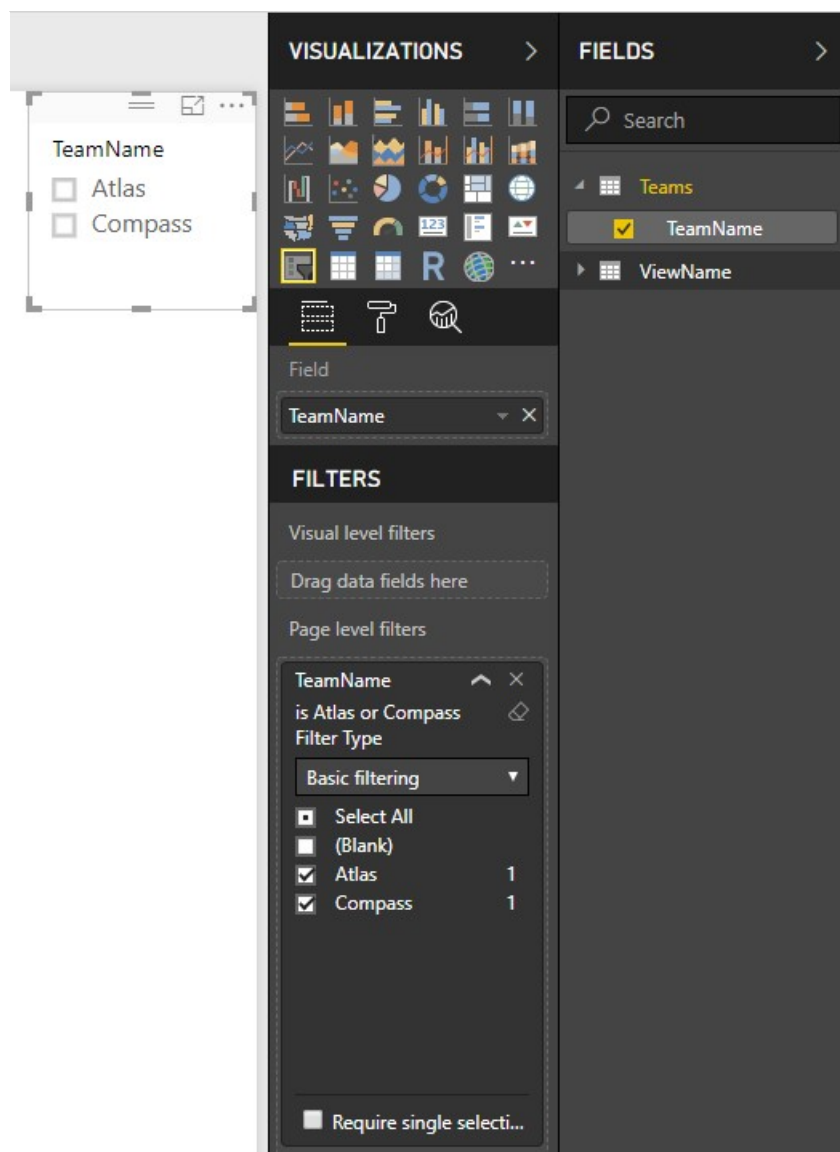 VISUALIZATIONS
FIELDS
TeamName
Atlas
Compass
123
R
Search
Teams
TeamName
ViewName
Field
TeamName
FILTERS
Visual level filters
Drag data fields here
Page level filters
TeamName
is Atlas or Compass
Filter Type
Basic filtering
Select All
(Blank)
Atlas 1
Compass 1
Require single selecti...